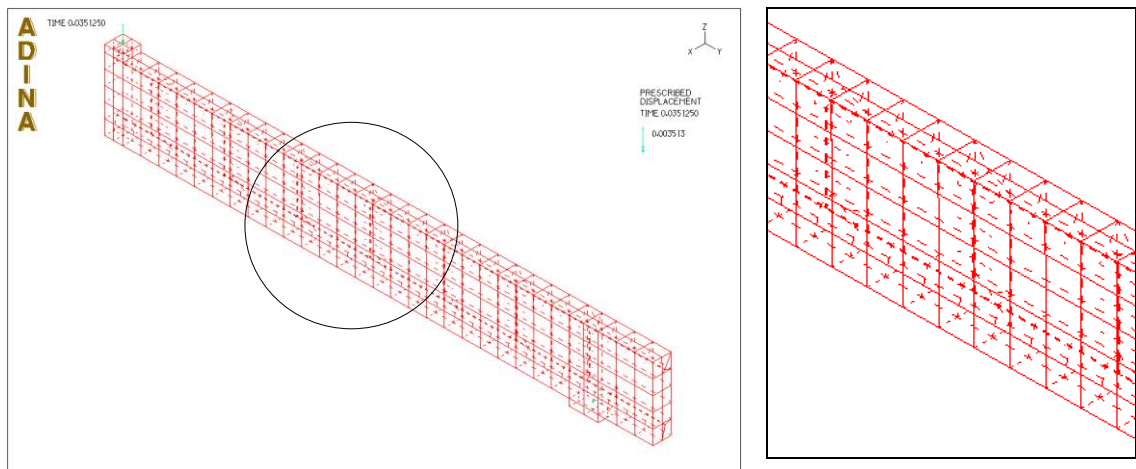 ADINA
TIME 0.0351250
Z
X Y
PRESCRIBED
DISPLACEMENT
TIME 0.0351250
0.003513